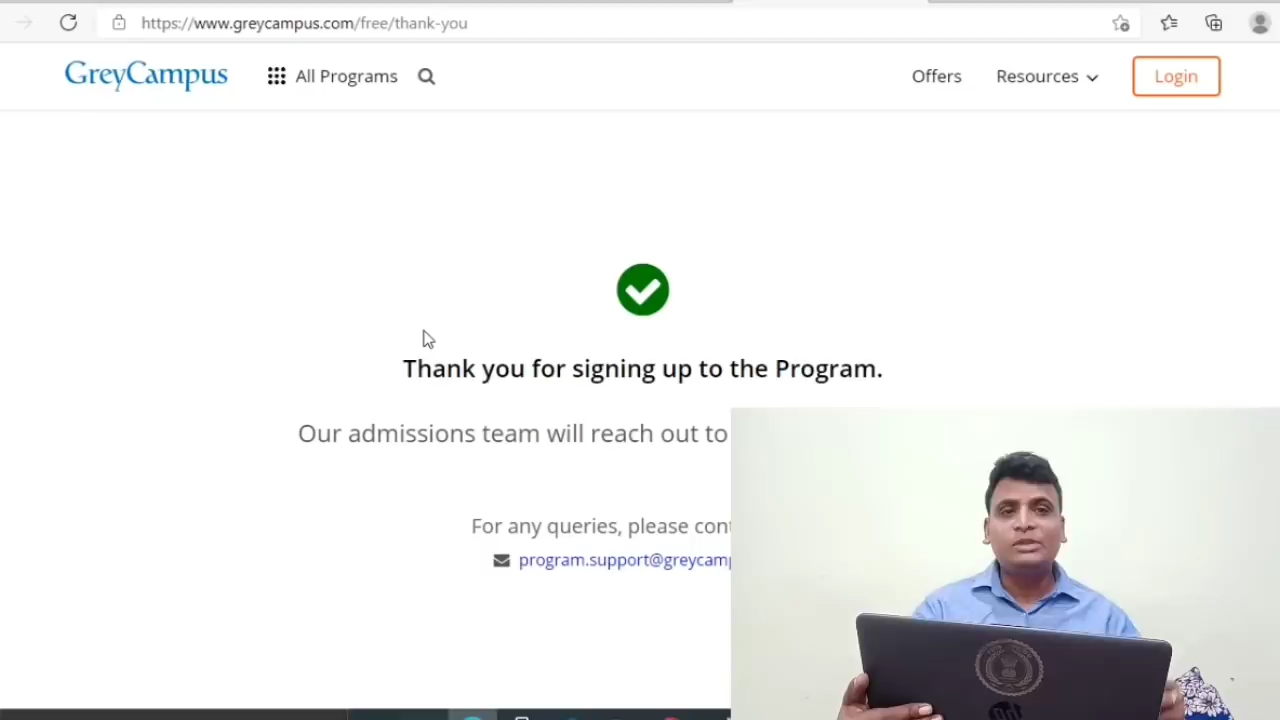 https://www.greycampus.com/free/thank-you
GreyCampus All Programs Offers Resources Login
Thank you for signing up to the Program.
Our admissions team will reach out to
For any queries, please cont
program.support@greycamp
hp